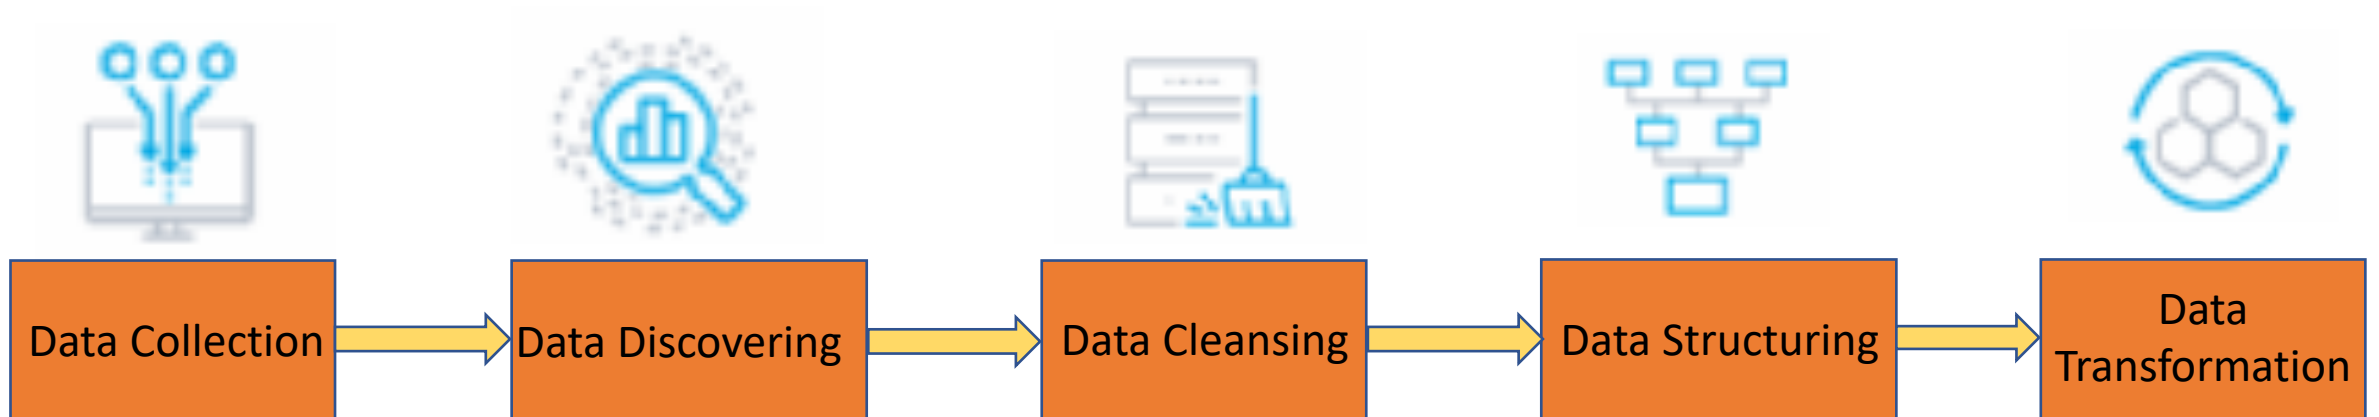 Data Collection
Data Discovering
Data Cleansing
Data Structuring
Data
Transformation